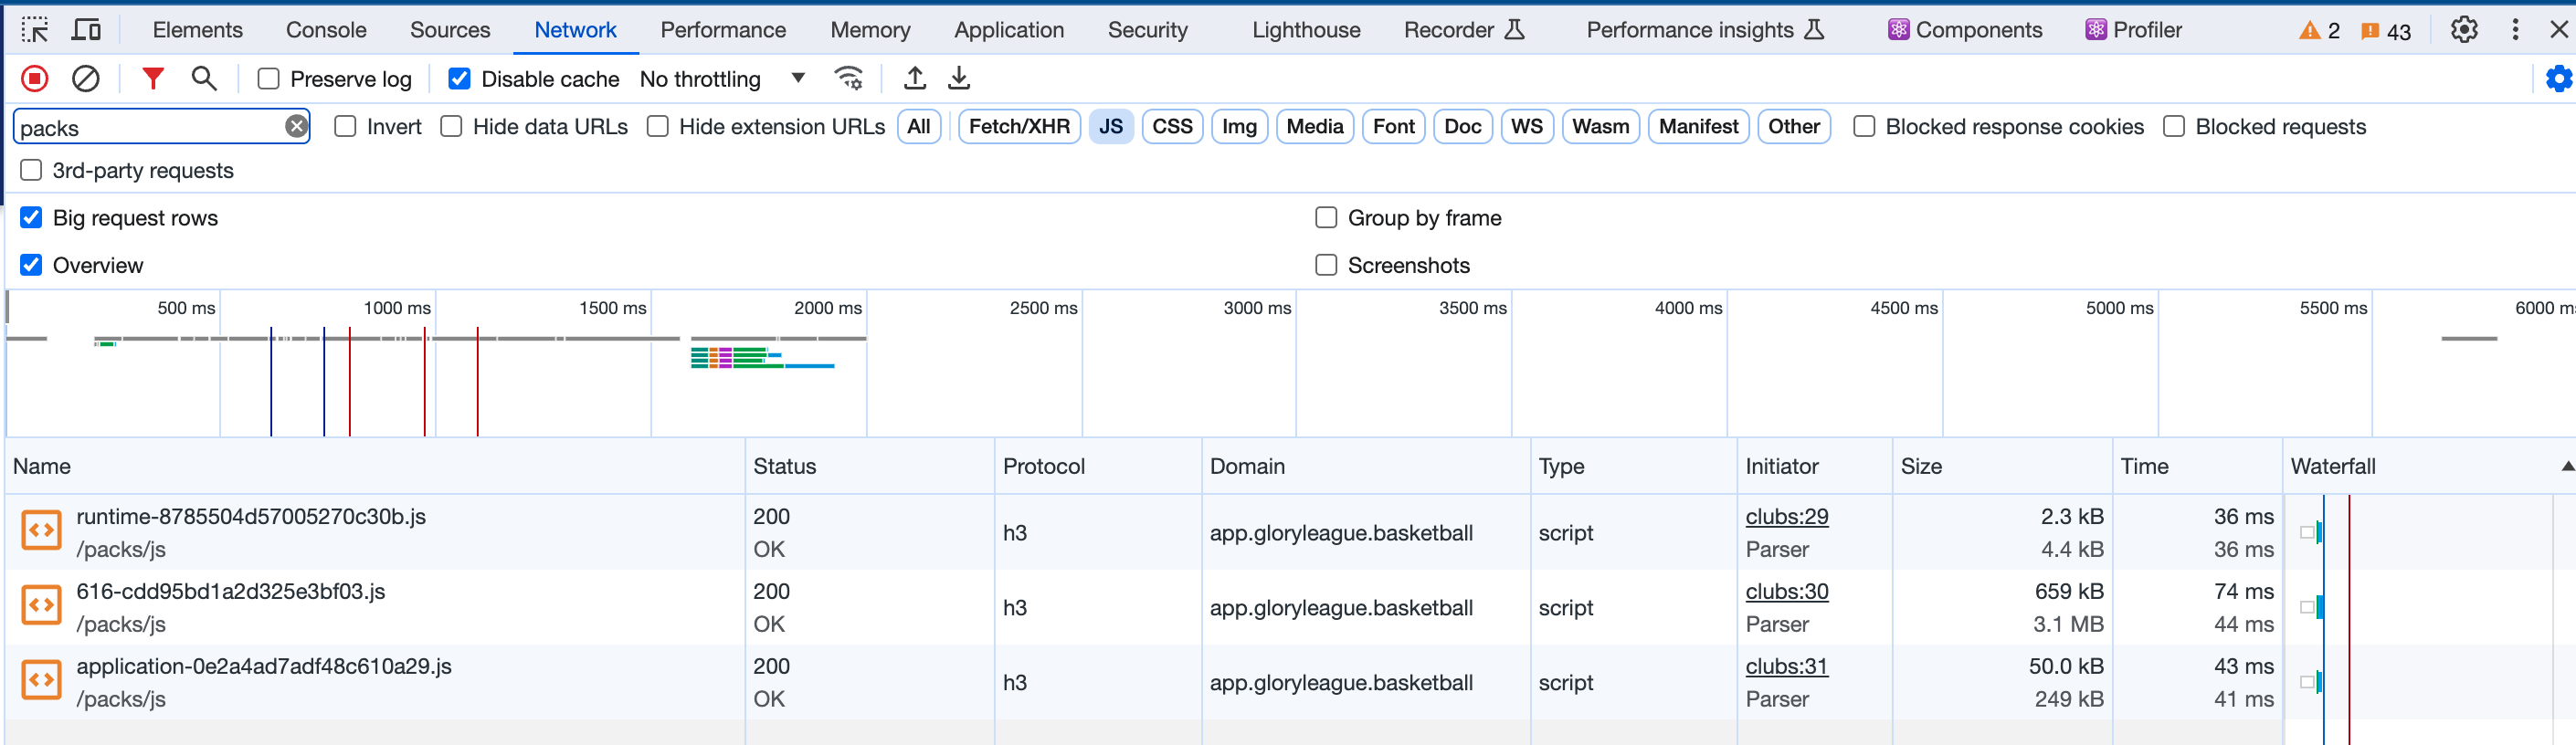 Elements Console Sources Network Performance Memory Application Security Lighthouse Recorder Performance insights Components Profiler 2 43
Preserve log Disable cache No throttling
packs Invert Hide data URLs Hide extension URLs All Fetch/XHR JS CSS Img Media Font Doc WS Wasm Manifest Other Blocked response cookies Blocked requests
3rd-party requests
Big request rows Group by frame
Overview Screenshots
500 ms 1000 ms 1500 ms 2000 ms 2500 ms 3000 ms 3500 ms 4000 ms 4500 ms 5000 ms 5500 ms 6000 m
Name Status Protocol Domain Type Initiator Size Time Waterfall
runtime-8785504d57005270c30b.js 200 clubs:29 2.3 kB 36 ms
h3 app.gloryleague.basketball script
/packs/js OK Parser 4.4 kB 36 ms
616-cdd95bd1a2d325e3bf03.js 200 clubs:30 659 kB 74 ms
h3 app.gloryleague.basketball script
/packs/js OK Parser 3.1 MB 44 ms
application-0e2a4ad7adf48c610a29.js 200 clubs:31 50.0 kB 43 ms
h3 app.gloryleague.basketball script
/packs/js OK Parser 249 kB 41 ms